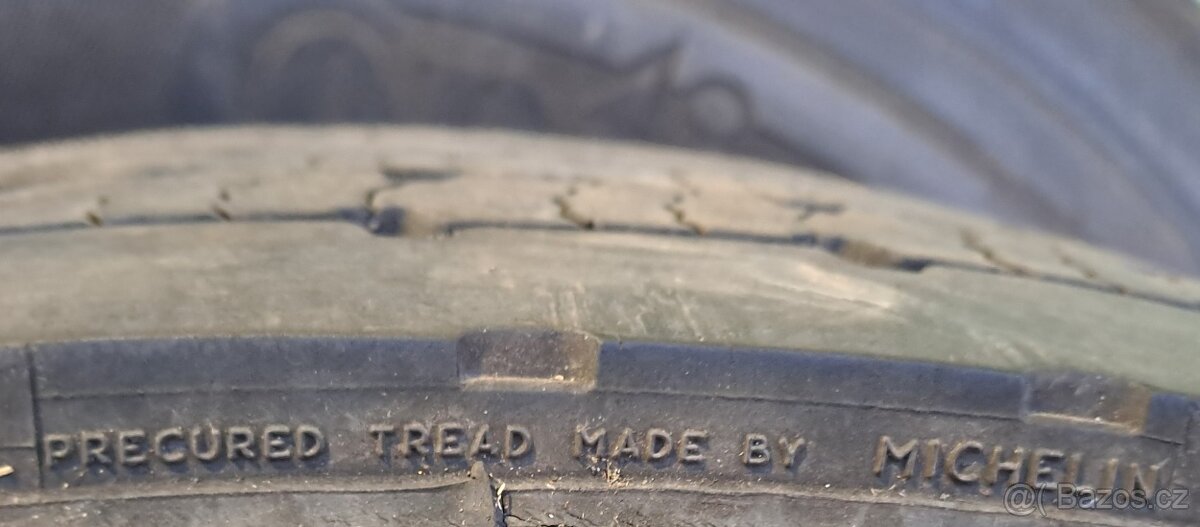 PRECURED TREAD MADE BY MICHELIN
@( Bazos.cz